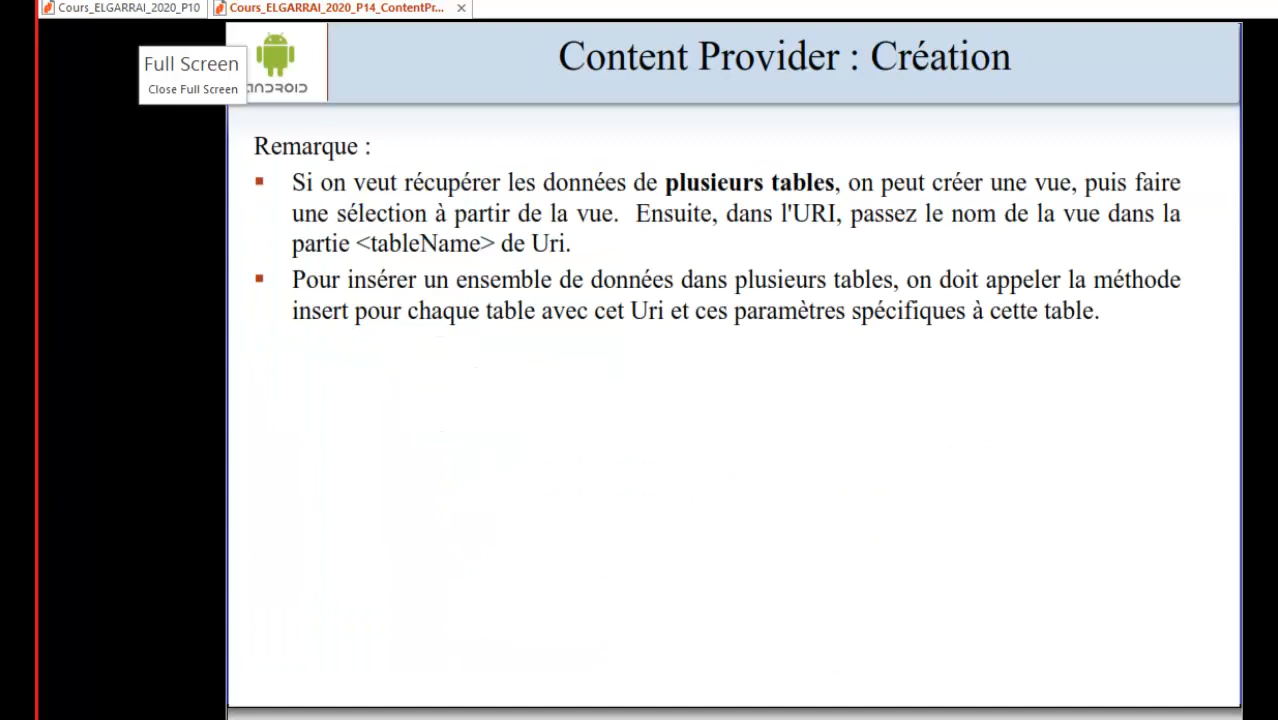 Cours_ELGARRAI_2020_P10
Cours_ELGARRAI_2020_P14_ContentPr...
Full Screen
Close Full Screen
ANDROID
Content Provider : Création
Remarque :
Si on veut récupérer les données de plusieurs tables, on peut créer une vue, puis faire
une sélection à partir de la vue. Ensuite, dans l'URI, passez le nom de la vue dans la
partie <tableName> de Uri.
Pour insérer un ensemble de données dans plusieurs tables, on doit appeler la méthode
insert pour chaque table avec cet Uri et ces paramètres spécifiques à cette table.